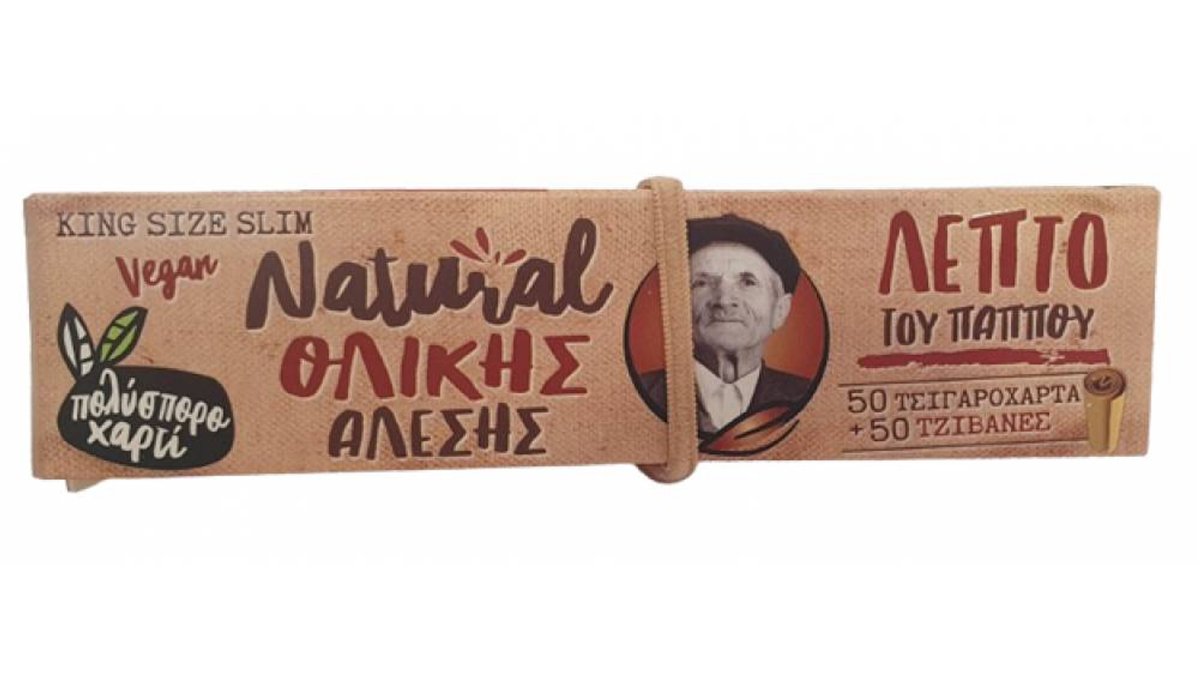 KING SIZE SLIM
Vegan
Natural
ΟΛΙΚΗΣ
ΑΛΕΣΗΣ
πολύσπορο
χαρτί
ΛΕΠΤΟ
ΤΟΥ ΠΑΠΠΟΥ
50 ΤΣΙΓΑΡΟΧΑΡΤΑ
+ 50 ΤΖΙΒΑΝΕΣ